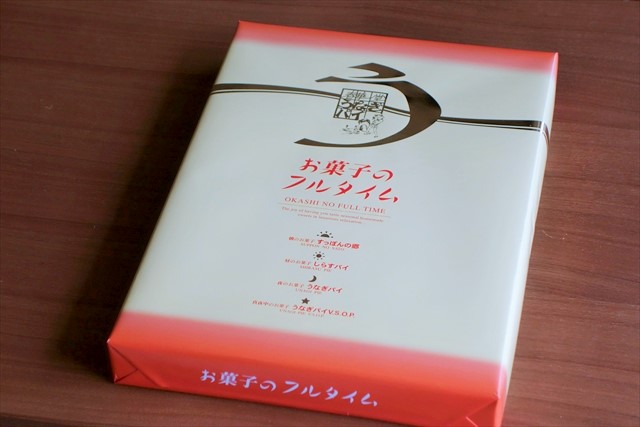 う
うなぎパイ
お菓子の
フルタイム
OKASHI NO FULL-TIME
朝のお菓子 すっぽんの郷
昼のお菓子 しらすパイ
夜のお菓子 うなぎパイ
真夜中のお菓子 うなぎパイV.S.O.P.
お菓子のフルタイム